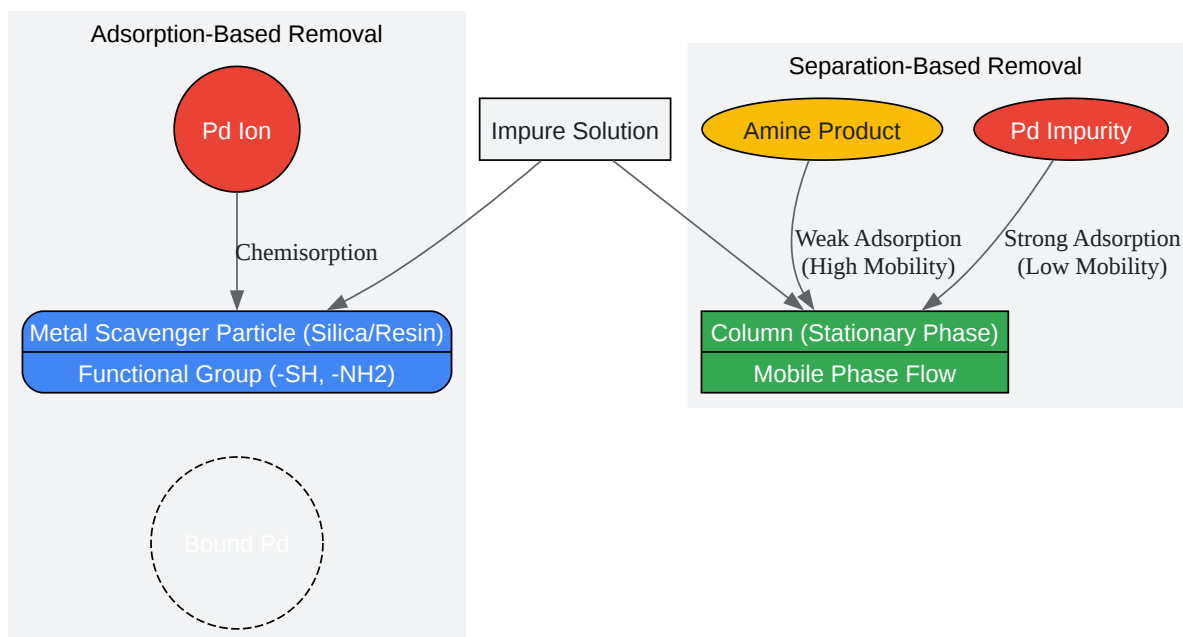 Adsorption-Based Removal
Pd Ion
Chemisorption
Metal Scavenger Particle (Silica/Resin)
Functional Group (-SH, -NH2)
Bound Pd
Impure Solution
Separation-Based Removal
Amine Product
Pd Impurity
Weak Adsorption
(High Mobility)
Strong Adsorption
(Low Mobility)
Column (Stationary Phase)
Mobile Phase Flow